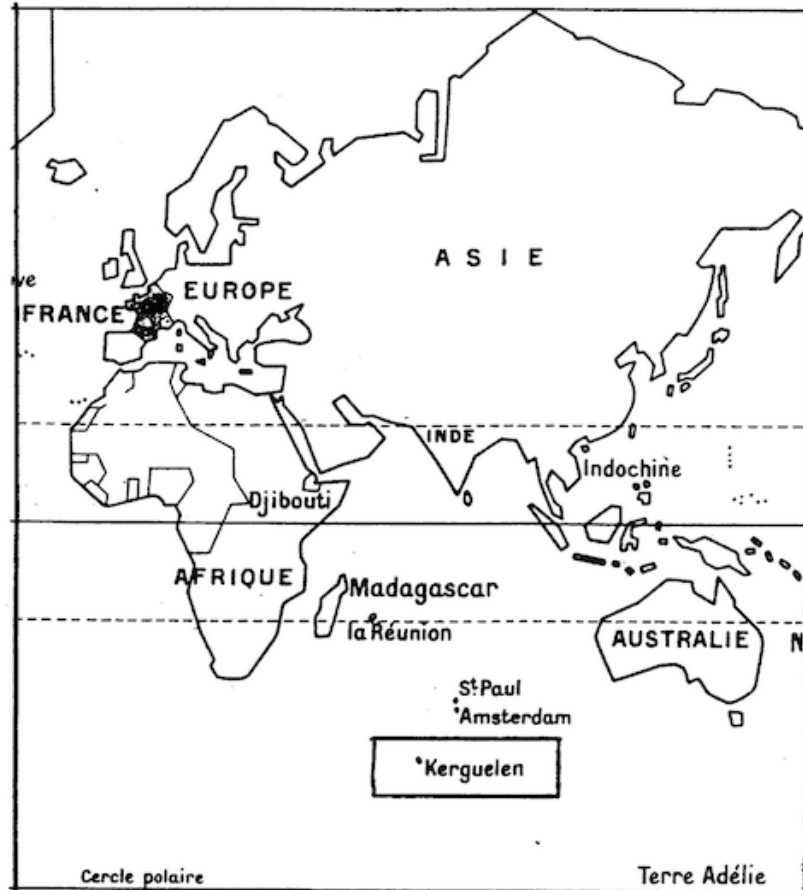 ASIE
ve
EUROPE
FRANCE
INDE
Indochine
Djibouti
AFRIQUE
Madagascar
la Réunion
AUSTRALIE
N
St Paul
Amsterdam
Kerguelen
Cercle polaire
Terre Adélie